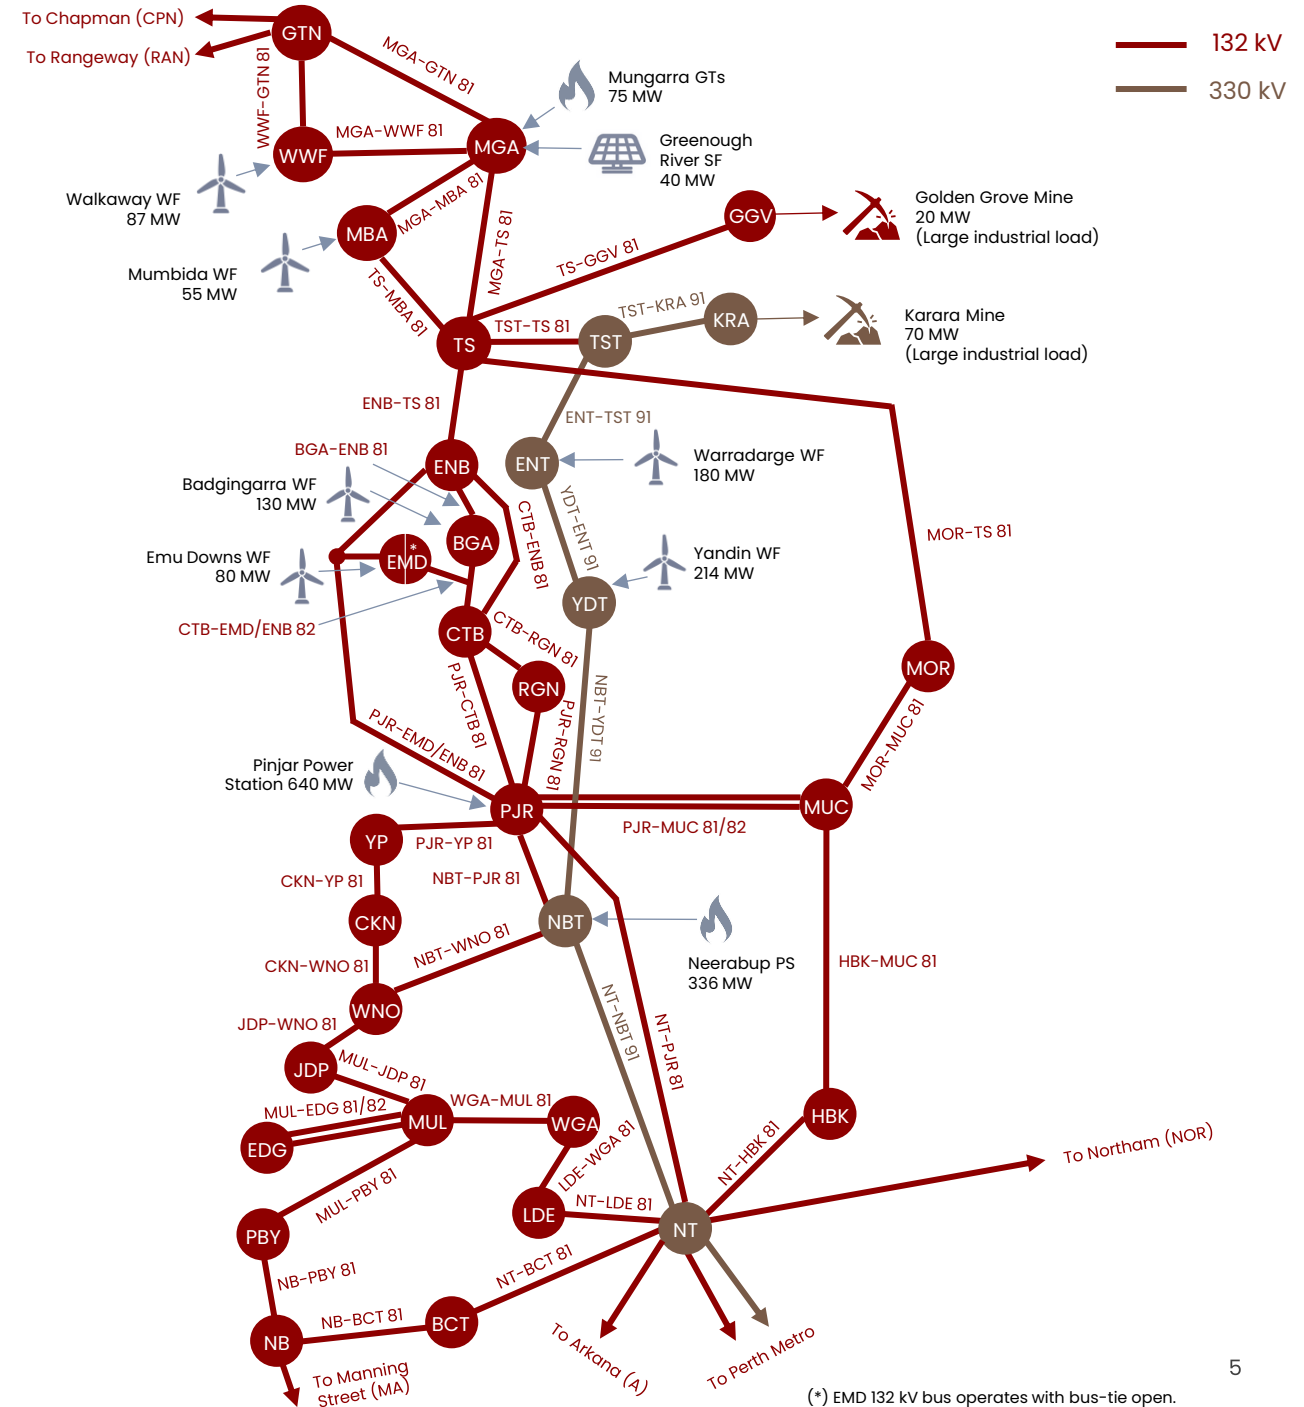 To Chapman (CPN)
To Rangeway (RAN)
GTN
132 kV
330 kV
MGA-GTN 81
WWF-GTN 81
Mungarra GTs
75 MW
MGA-WWF 81
MGA
WWF
Greenough
River SF
40 MW
Walkaway WF
87 MW
MGA-MBA 81
MBA
GGV
Golden Grove Mine
20 MW
(Large industrial load)
MGA-TS 81
TS-GGV 81
Mumbida WF
55 MW
TS-MBA 81
TST-KRA 91
KRA
Karara Mine
70 MW
(Large industrial load)
TST-TS 81
TS
TST
ENB-TS 81
ENT-TST 91
BGA-ENB 81
ENB
ENT
Warradarge WF
180 MW
Badgingarra WF
130 MW
CTB-ENB 81
YDT-ENT 91
MOR-TS 81
BGA
Emu Downs WF
80 MW
EMD
*
Yandin WF
214 MW
YDT
CTB-EMD/ENB 82
CTB
CTB-RGN 81
MOR
RGN
PJR-CTB 81
NBT-YDT 91
PJR-RGN 81
PJR-EMD/ENB 81
MOR-MUC 81
Pinjar Power
Station 640 MW
PJR
MUC
PJR-MUC 81/82
YP
PJR-YP 81
CKN-YP 81
NBT-PJR 81
CKN
NBT
NBT-WNO 81
Neerabup PS
336 MW
HBK-MUC 81
CKN-WNO 81
WNO
NT-NBT 91
NT-PJR 81
JDP-WNO 81
JDP
MUL-JDP 81
MUL-EDG 81/82
WGA-MUL 81
MUL
WGA
HBK
EDG
LDE-WGA 81
NT-HBK 81
To Northam (NOR)
MUL-PBY 81
LDE
NT-LDE 81
NT
PBY
NB-PBY 81
NT-BCT 81
NB-BCT 81
BCT
NB
To Manning
Street (MA)
To Arkana (A)
To Perth Metro
5
(*) EMD 132 kV bus operates with bus-tie open.